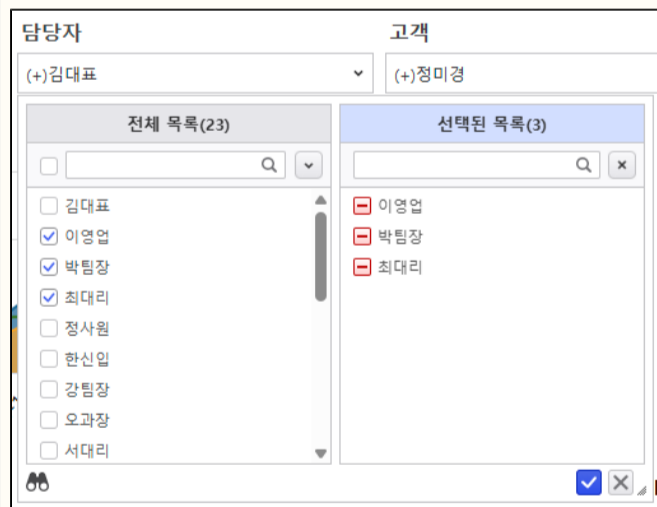 담당자
고객
(+)김대표
(+)정미경
전체 목록(23)
선택된 목록(3)
김대표
이영업
박팀장
최대리
정사원
한신입
강팀장
오과장
서대리
이영업
박팀장
최대리